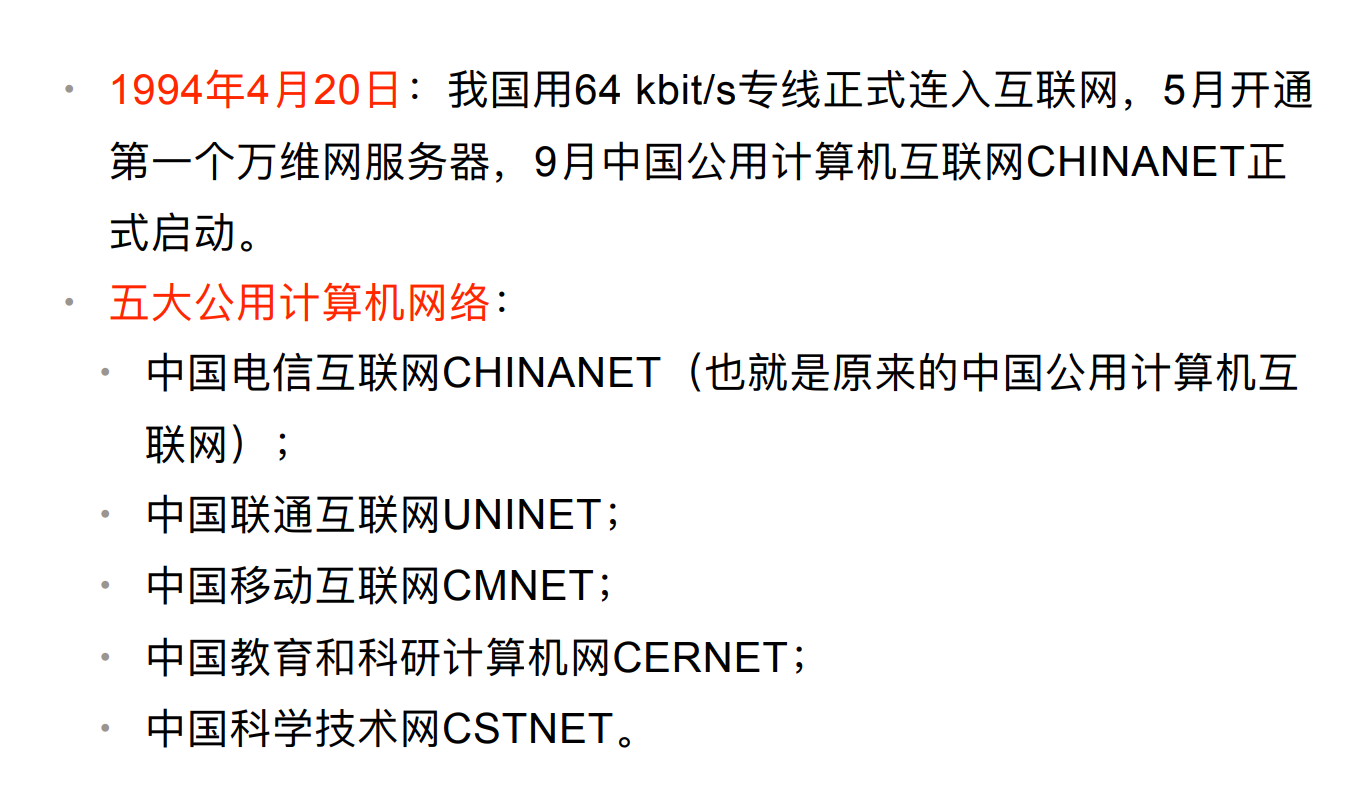 • 1994年4月20日：我国用64 kbit/s专线正式连入互联网，5月开通
第一个万维网服务器，9月中国公用计算机互联网CHINANET正
式启动。
• 五大公用计算机网络：
• 中国电信互联网CHINANET（也就是原来的中国公用计算机互
联网）；
• 中国联通互联网UNINET；
• 中国移动互联网CMNET；
• 中国教育和科研计算机网CERNET；
• 中国科学技术网CSTNET。